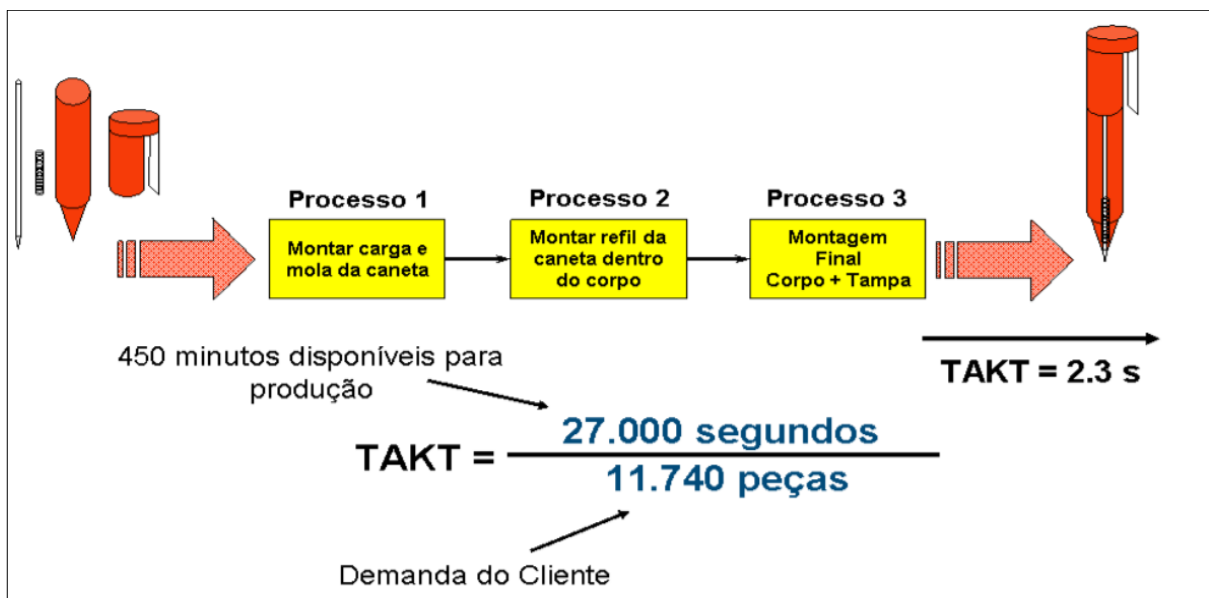 Processo 1
Montar carga e
mola da caneta
Processo 2
Montar refil da
caneta dentro
do corpo
Processo 3
Montagem
Final
Corpo + Tampa
TAKT = 2.3 s
450 minutos disponíveis para
produção
TAKT =
27.000 segundos
11.740 peças
Demanda do Cliente